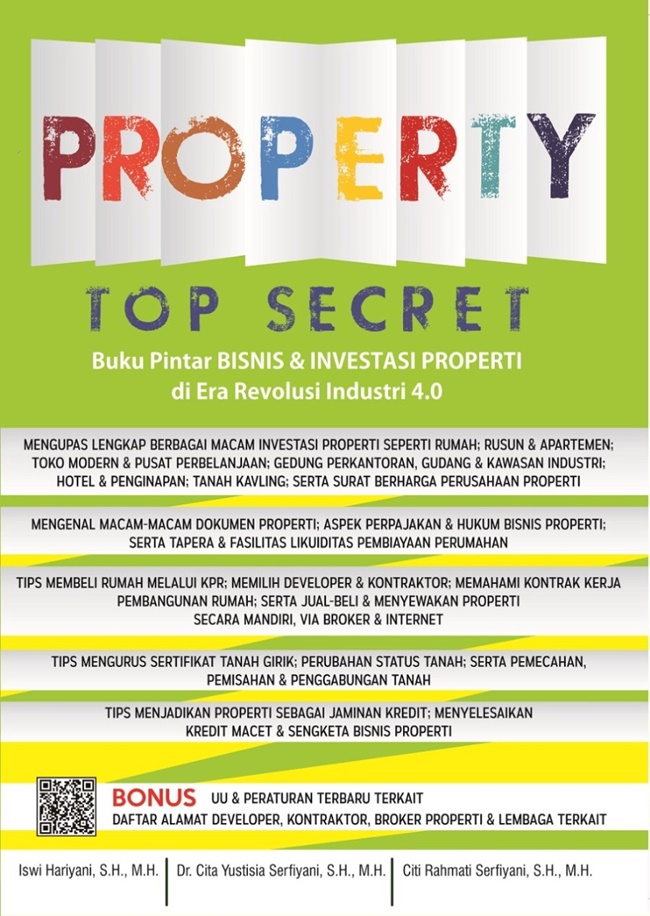 PROPERTY
TOP SECRET
Buku Pintar BISNIS & INVESTASI PROPERTI
di Era Revolusi Industri 4.0
MENGUPAS LENGKAP BERBAGAI MACAM INVESTASI PROPERTI SEPERTI RUMAH; RUSUN & APARTEMEN;
TOKO MODERN & PUSAT PERBELANJAAN; GEDUNG PERKANTORAN, GUDANG & KAWASAN INDUSTRI;
HOTEL & PENGINAPAN; TANAH KAVLING; SERTA SURAT BERHARGA PERUSAHAAN PROPERTI
MENGENAL MACAM-MACAM DOKUMEN PROPERTI; ASPEK PERPAJAKAN & HUKUM BISNIS PROPERTI;
SERTA TAPERA & FASILITAS LIKUIDITAS PEMBIAYAAN PERUMAHAN
TIPS MEMBELI RUMAH MELALUI KPR; MEMILIH DEVELOPER & KONTRAKTOR; MEMAHAMI KONTRAK KERJA
PEMBANGUNAN RUMAH; SERTA JUAL-BELI & MENYEWAKAN PROPERTI
SECARA MANDIRI, VIA BROKER & INTERNET
TIPS MENGURUS SERTIFIKAT TANAH GIRIK; PERUBAHAN STATUS TANAH; SERTA PEMECAHAN,
PEMISAHAN & PENGGABUNGAN TANAH
TIPS MENJADIKAN PROPERTI SEBAGAI JAMINAN KREDIT; MENYELESAIKAN
KREDIT MACET & SENGKETA BISNIS PROPERTI
BONUS UU & PERATURAN TERBARU TERKAIT
DAFTAR ALAMAT DEVELOPER, KONTRAKTOR, BROKER PROPERTI & LEMBAGA TERKAIT
Iswi Hariyani, S.H., M.H.
Dr. Cita Yustisia Serfiyani, S.H., M.H.
Citi Rahmati Serfiyani, S.H., M.H.